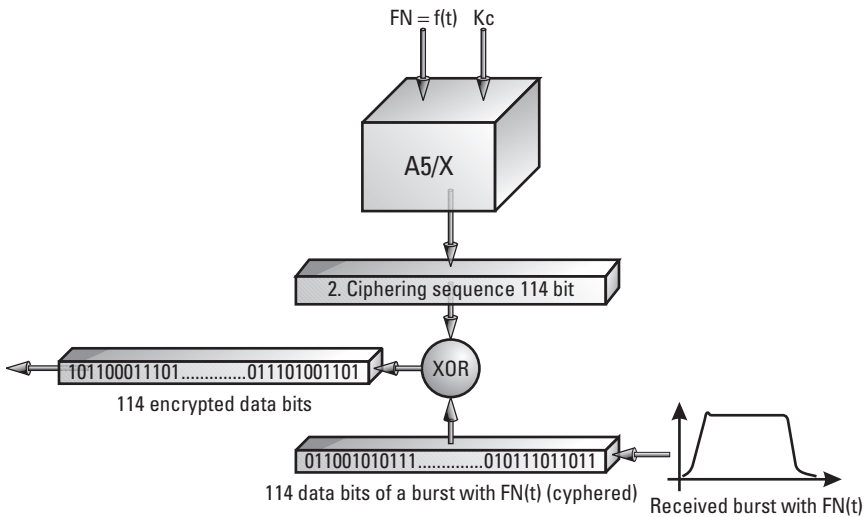 FN = f(t) Kc
A5/X
2. Ciphering sequence 114 bit
XOR
101100011101..............011101001101
114 encrypted data bits
011001010111..............010111011011
114 data bits of a burst with FN(t) (cyphered)
Received burst with FN(t)